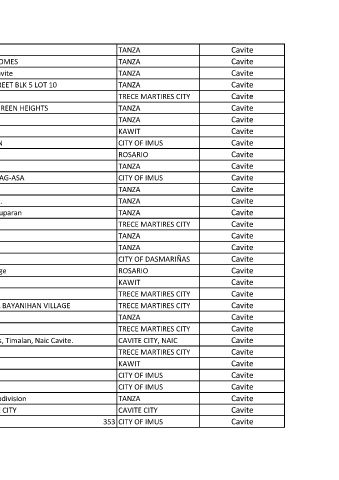 TANZA Cavite
OMES TANZA Cavite
vite TANZA Cavite
REET BLK 5 LOT 10 TANZA Cavite
TRECE MARTIRES CITY Cavite
REEN HEIGHTS TANZA Cavite
TANZA Cavite
KAWIT Cavite
N CITY OF IMUS Cavite
ROSARIO Cavite
TANZA Cavite
AG-ASA CITY OF IMUS Cavite
TANZA Cavite
. TANZA Cavite
uparan TANZA Cavite
TRECE MARTIRES CITY Cavite
TANZA Cavite
TANZA Cavite
CITY OF DASMARIÑAS Cavite
ge ROSARIO Cavite
KAWIT Cavite
TRECE MARTIRES CITY Cavite
BAYANIHAN VILLAGE TRECE MARTIRES CITY Cavite
TANZA Cavite
TRECE MARTIRES CITY Cavite
s, Timalan, Naic Cavite. CAVITE CITY, NAIC Cavite
TRECE MARTIRES CITY Cavite
KAWIT Cavite
CITY OF IMUS Cavite
CITY OF IMUS Cavite
division TANZA Cavite
CITY CAVITE CITY Cavite
353 CITY OF IMUS Cavite